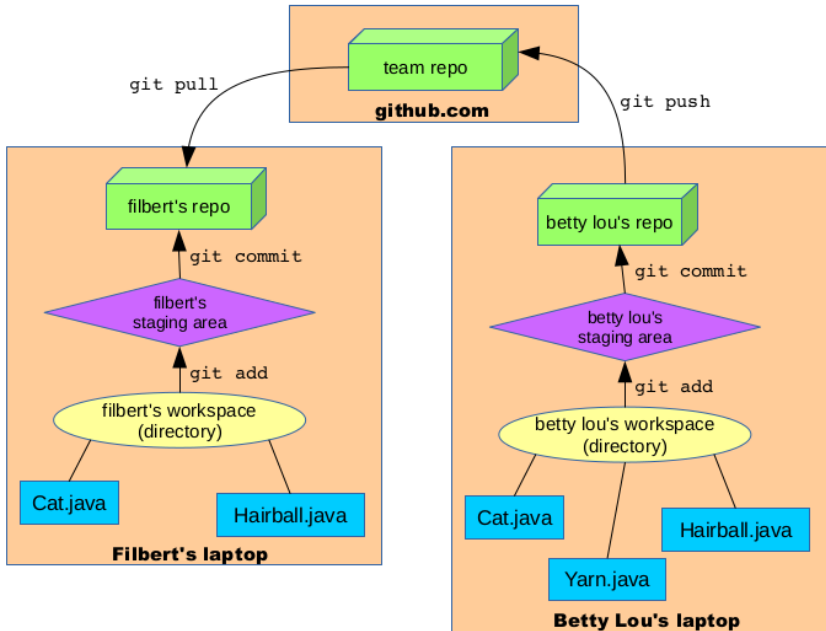 team repo
github.com
git pull
git push
filbert's repo
git commit
filbert's
staging area
git add
filbert's workspace
(directory)
Cat.java
Hairball.java
Filbert's laptop
betty lou's repo
git commit
betty lou's
staging area
git add
betty lou's workspace
(directory)
Cat.java
Hairball.java
Yarn.java
Betty Lou's laptop